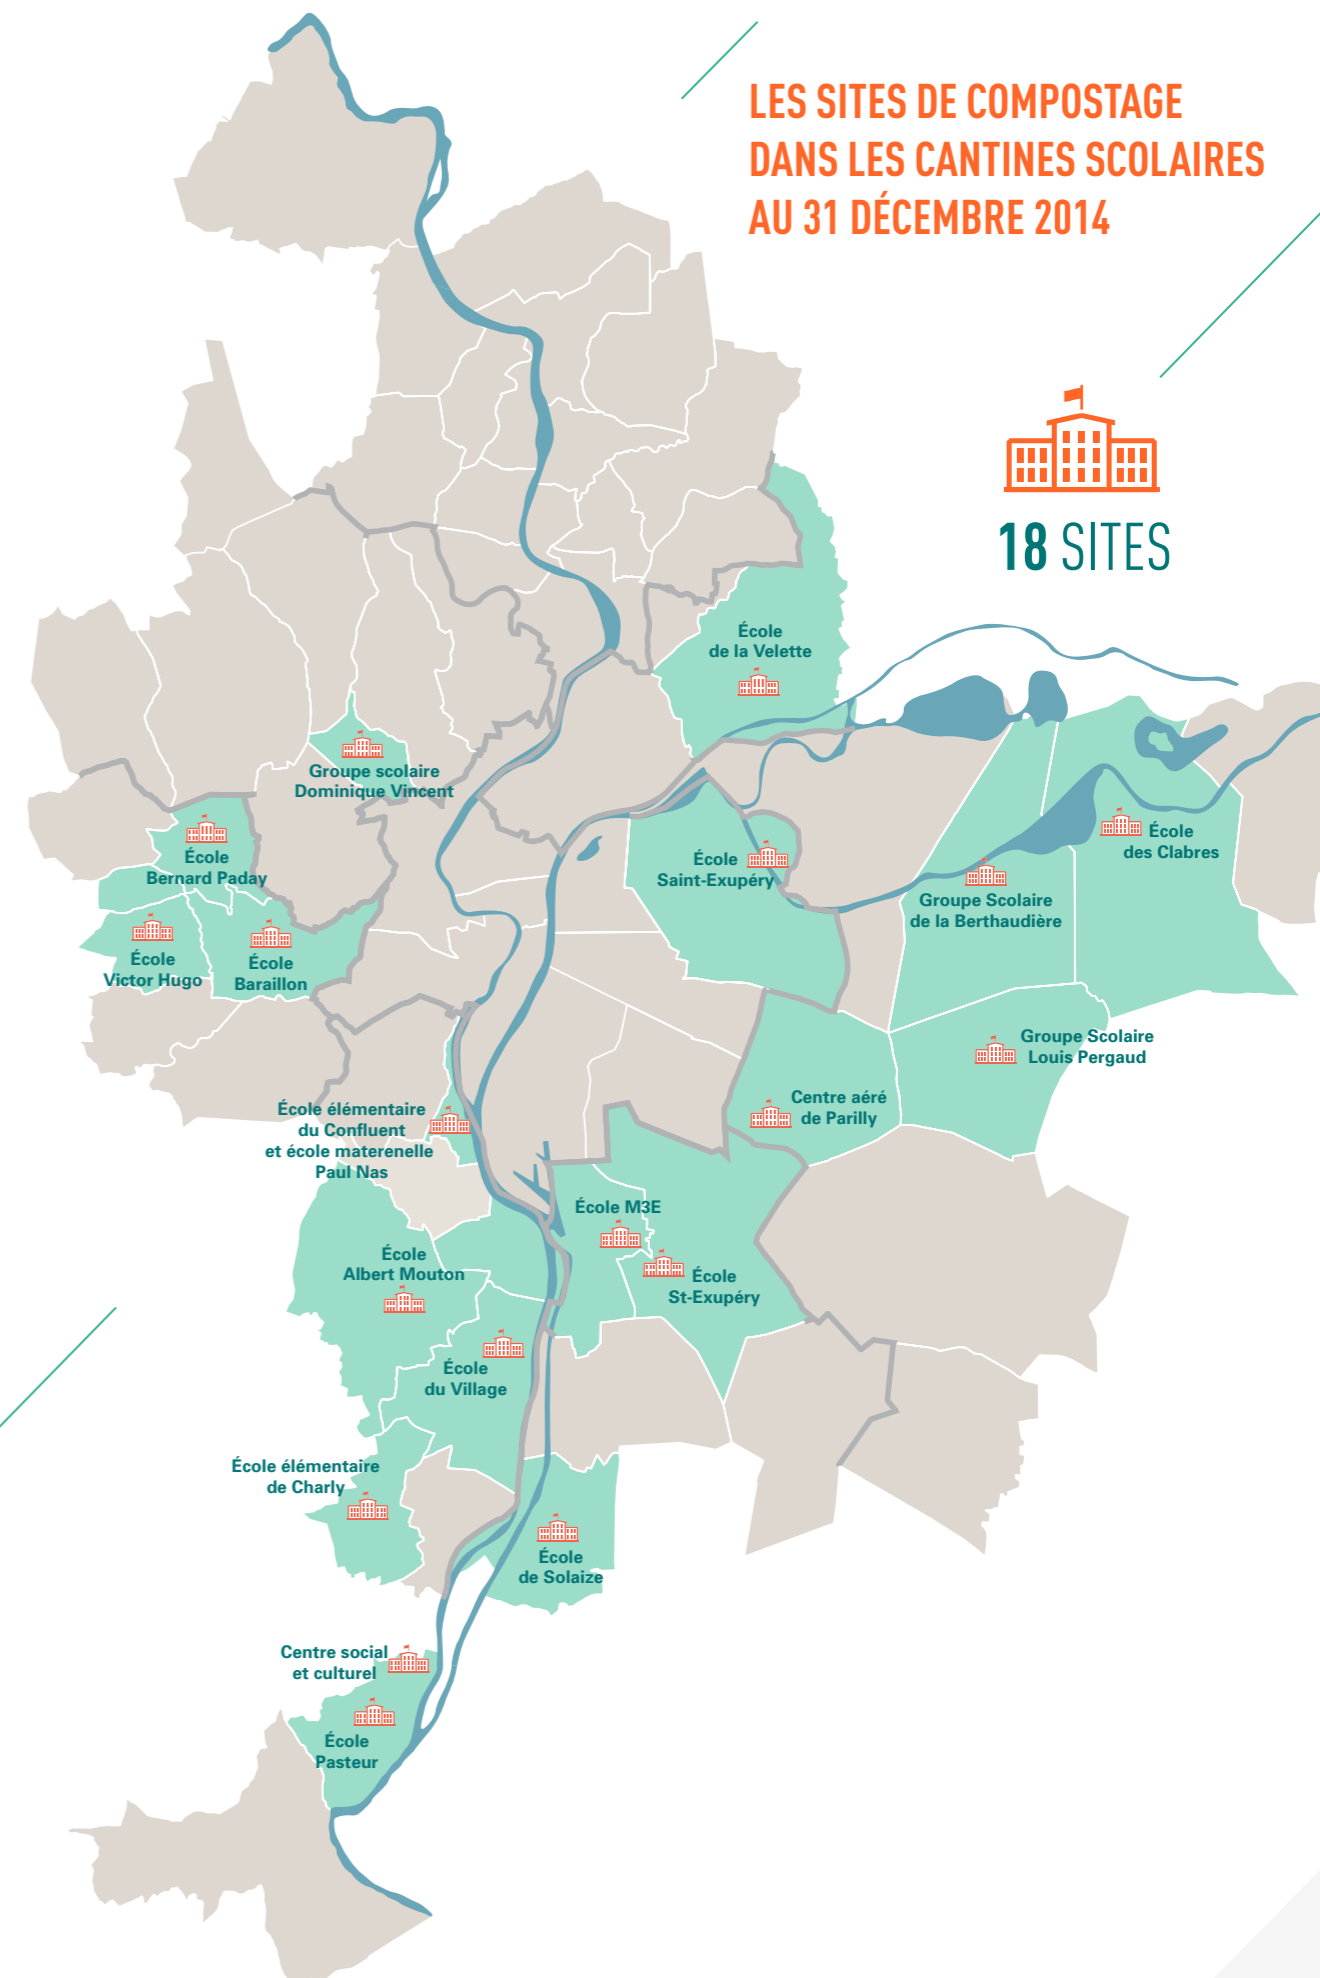 LES SITES DE COMPOSTAGE
DANS LES CANTINES SCOLAIRES
AU 31 DÉCEMBRE 2014
18 SITES
École
de la Velette
Groupe scolaire
Dominique Vincent
École
Bernard Paday
École
Saint-Exupéry
École
des Clabres
Groupe Scolaire
de la Berthaudière
École
Victor Hugo
École
Baraillon
Groupe Scolaire
Louis Pergaud
Centre aéré
de Parilly
École élémentaire
du Confluent
et école materenelle
Paul Nas
École M3E
École
Albert Mouton
École
St-Exupéry
École
du Village
École élémentaire
de Charly
École
de Solaize
Centre social
et culturel
École
Pasteur